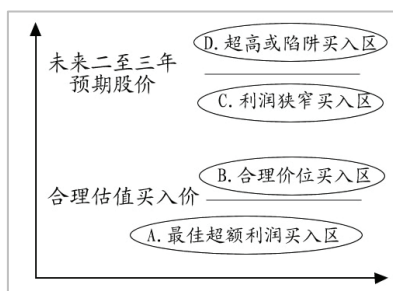 D.超高或陷阱买入区
未来二至三年
预期股价
C.利润狭窄买入区
B.合理价位买入区
合理估值买入价
A.最佳超额利润买入区